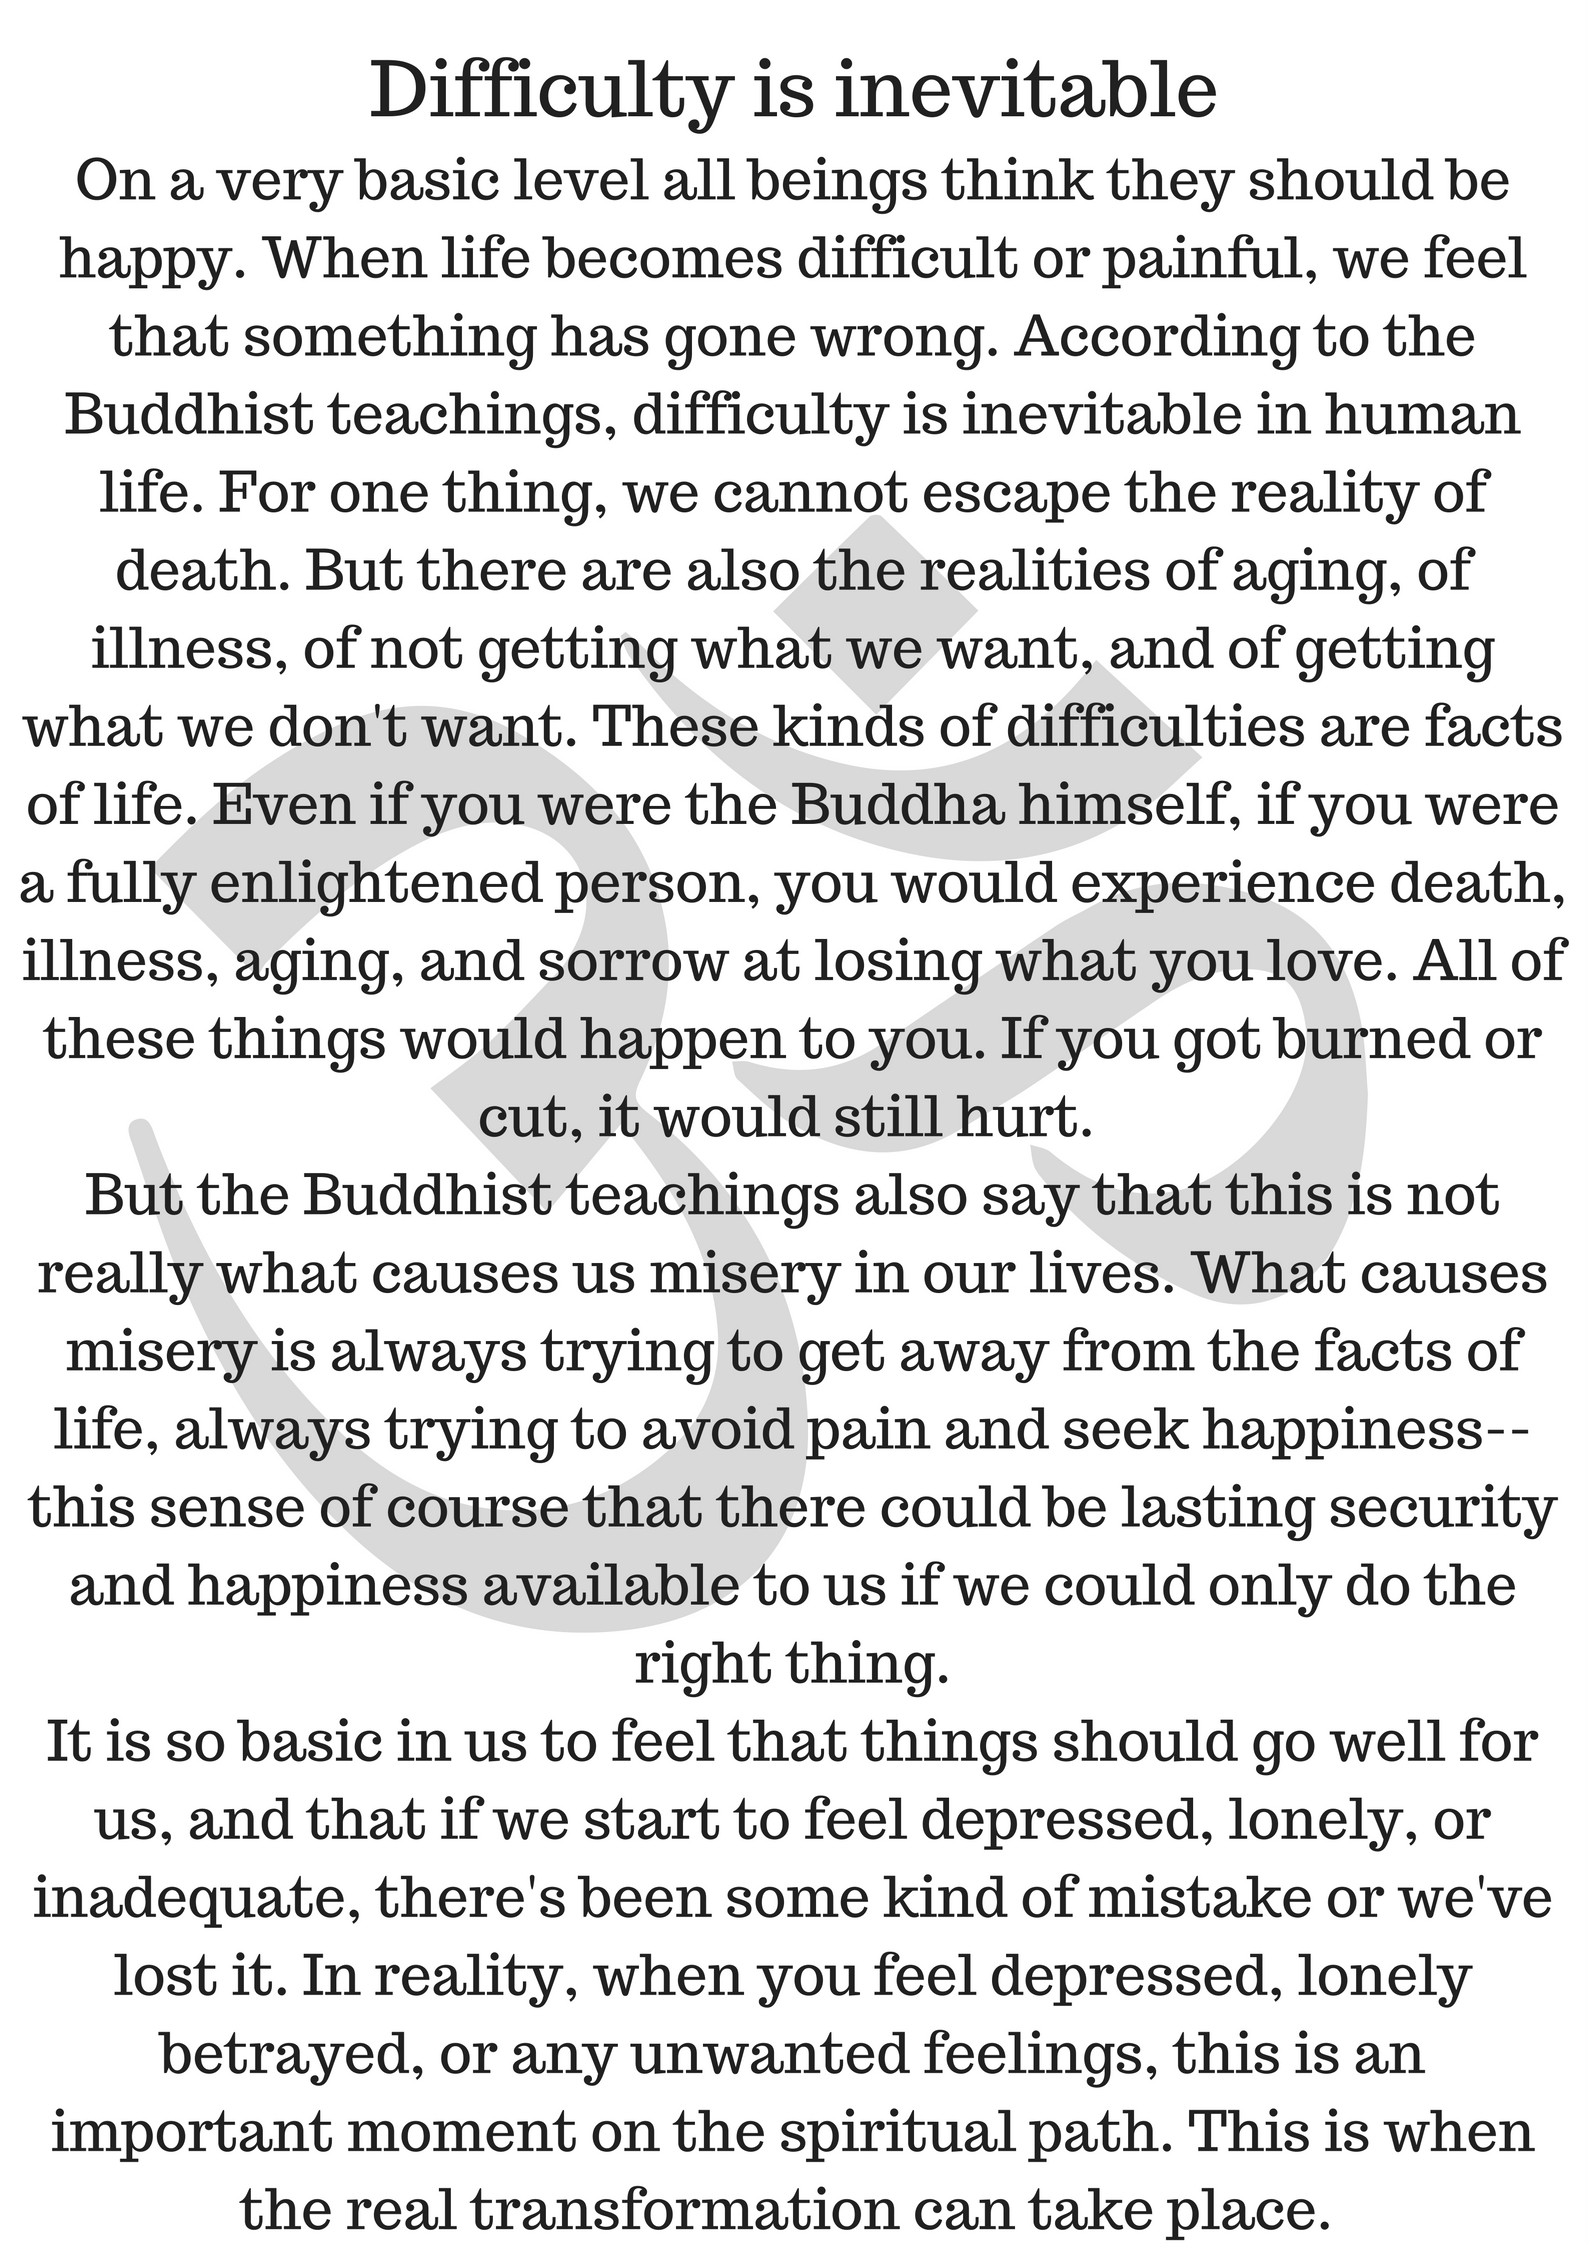 Difficulty is inevitable
On a very basic level all beings think they should be
happy. When life becomes difficult or painful, we feel
that something has gone wrong. According to the
Buddhist teachings, difficulty is inevitable in human
life. For one thing, we cannot escape the reality of
death. But there are also the realities of aging, of
illness, of not getting what we want, and of getting
what we don't want. These kinds of difficulties are facts
of life. Even if you were the Buddha himself, if you were
a fully enlightened person, you would experience death,
illness, aging, and sorrow at losing what you love. All of
these things would happen to you. If you got burned or
cut, it would still hurt.
But the Buddhist teachings also say that this is not
really what causes us misery in our lives. What causes
misery is always trying to get away from the facts of
life, always trying to avoid pain and seek happiness--
this sense of course that there could be lasting security
and happiness available to us if we could only do the
right thing.
It is so basic in us to feel that things should go well for
us, and that if we start to feel depressed, lonely, or
inadequate, there's been some kind of mistake or we've
lost it. In reality, when you feel depressed, lonely
betrayed, or any unwanted feelings, this is an
important moment on the spiritual path. This is when
the real transformation can take place.